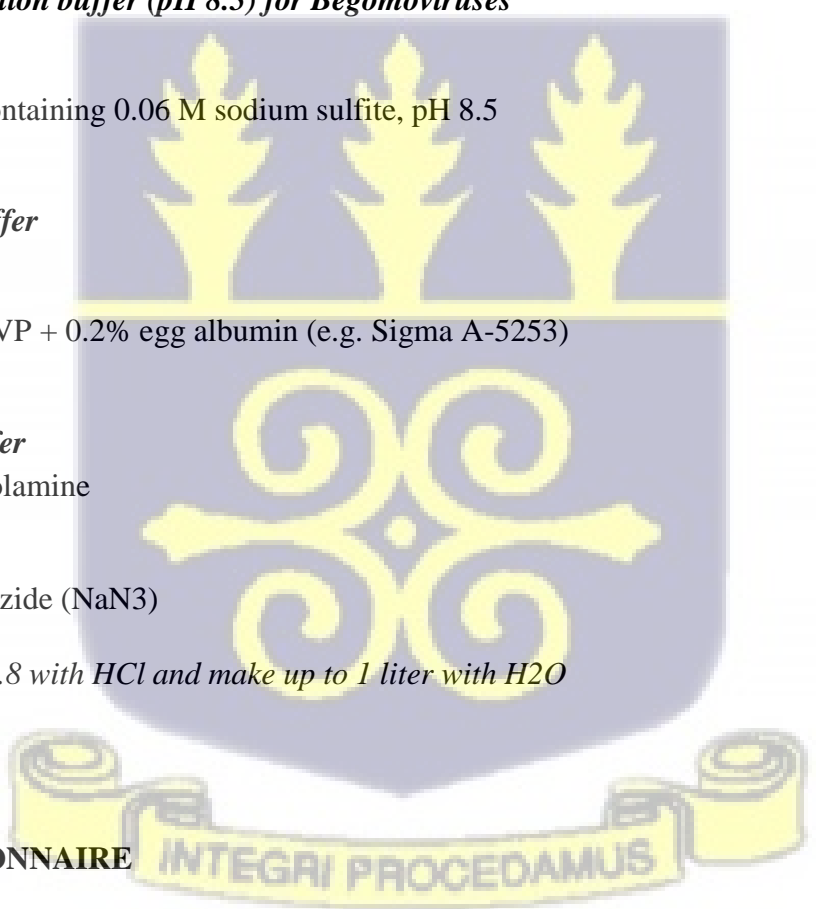 tion buffer (pH 8.5) for Begomoviruses
ntaining 0.06 M sodium sulfite, pH 8.5
ffer
VP + 0.2% egg albumin (e.g. Sigma A-5253)
fer
olamine
zide (NaN3)
.8 with HCl and make up to 1 liter with H2O
ONNAIRE
INTEGRI PROCEDAMUS